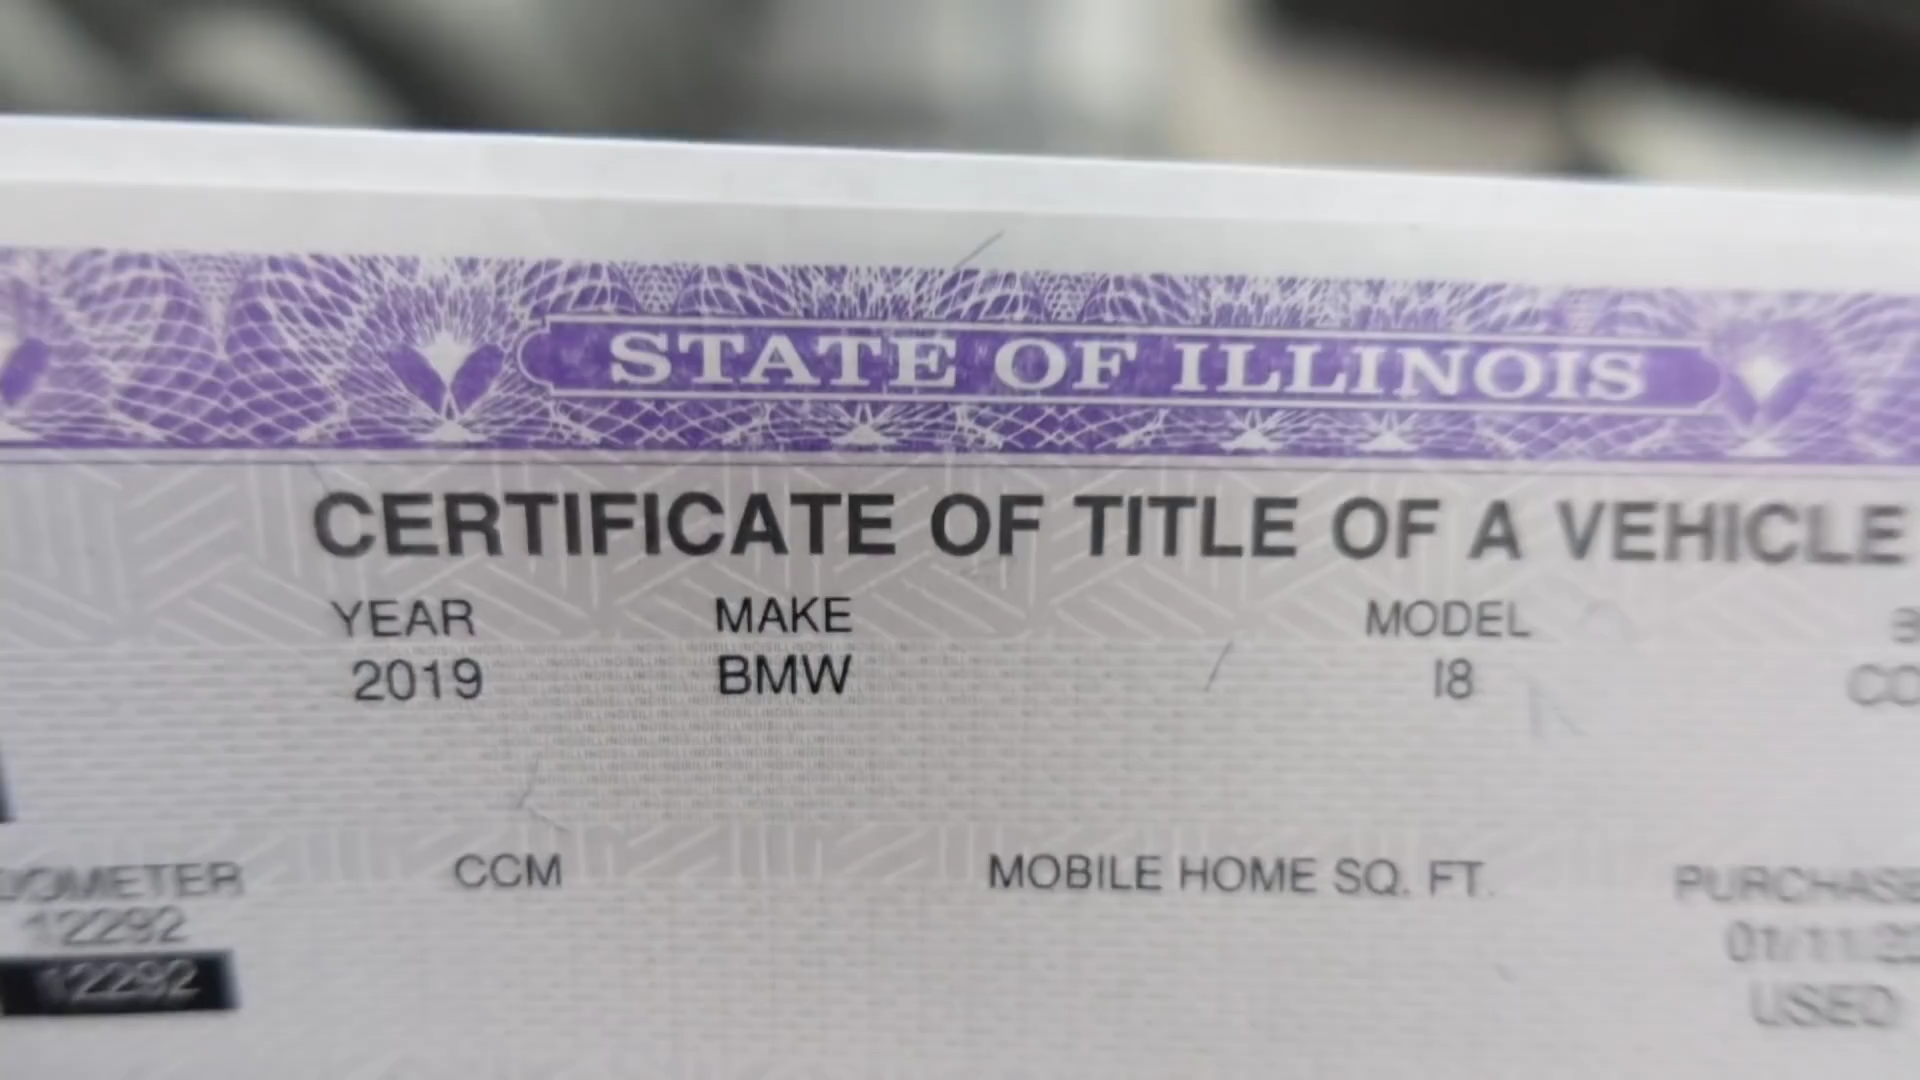 STATE OF ILLINOIS
CERTIFICATE OF TITLE OF A VEHICLE
YEAR MAKE MODEL
2019 BMW I8
CCM MOBILE HOME SQ. FT. PURCHASE
12292
12292
USED